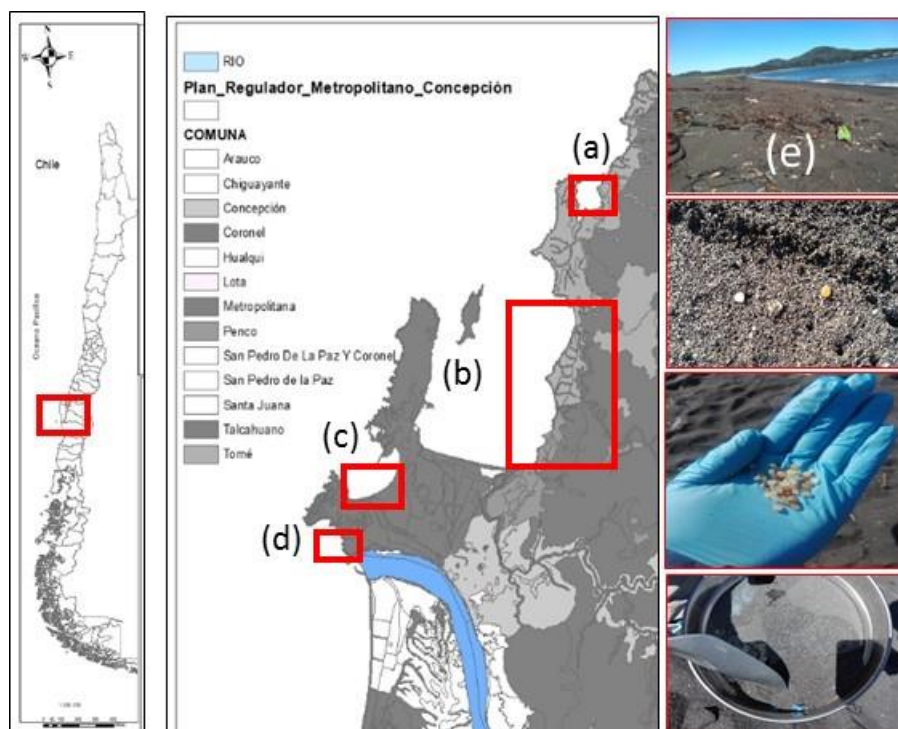 N
W
E
S
Chile
Oceano Pacifico
RIO
Plan_Regulador_Metropolitano_Concepción
COMUNA
Arauco
Chiguayante
Concepción
Coronel
Hualqui
Lota
Metropolitana
Penco
San Pedro De La Paz Y Coronel
San Pedro de la Paz
Santa Juana
Talcahuano
Tomé
(a)
(b)
(c)
(d)
(e)